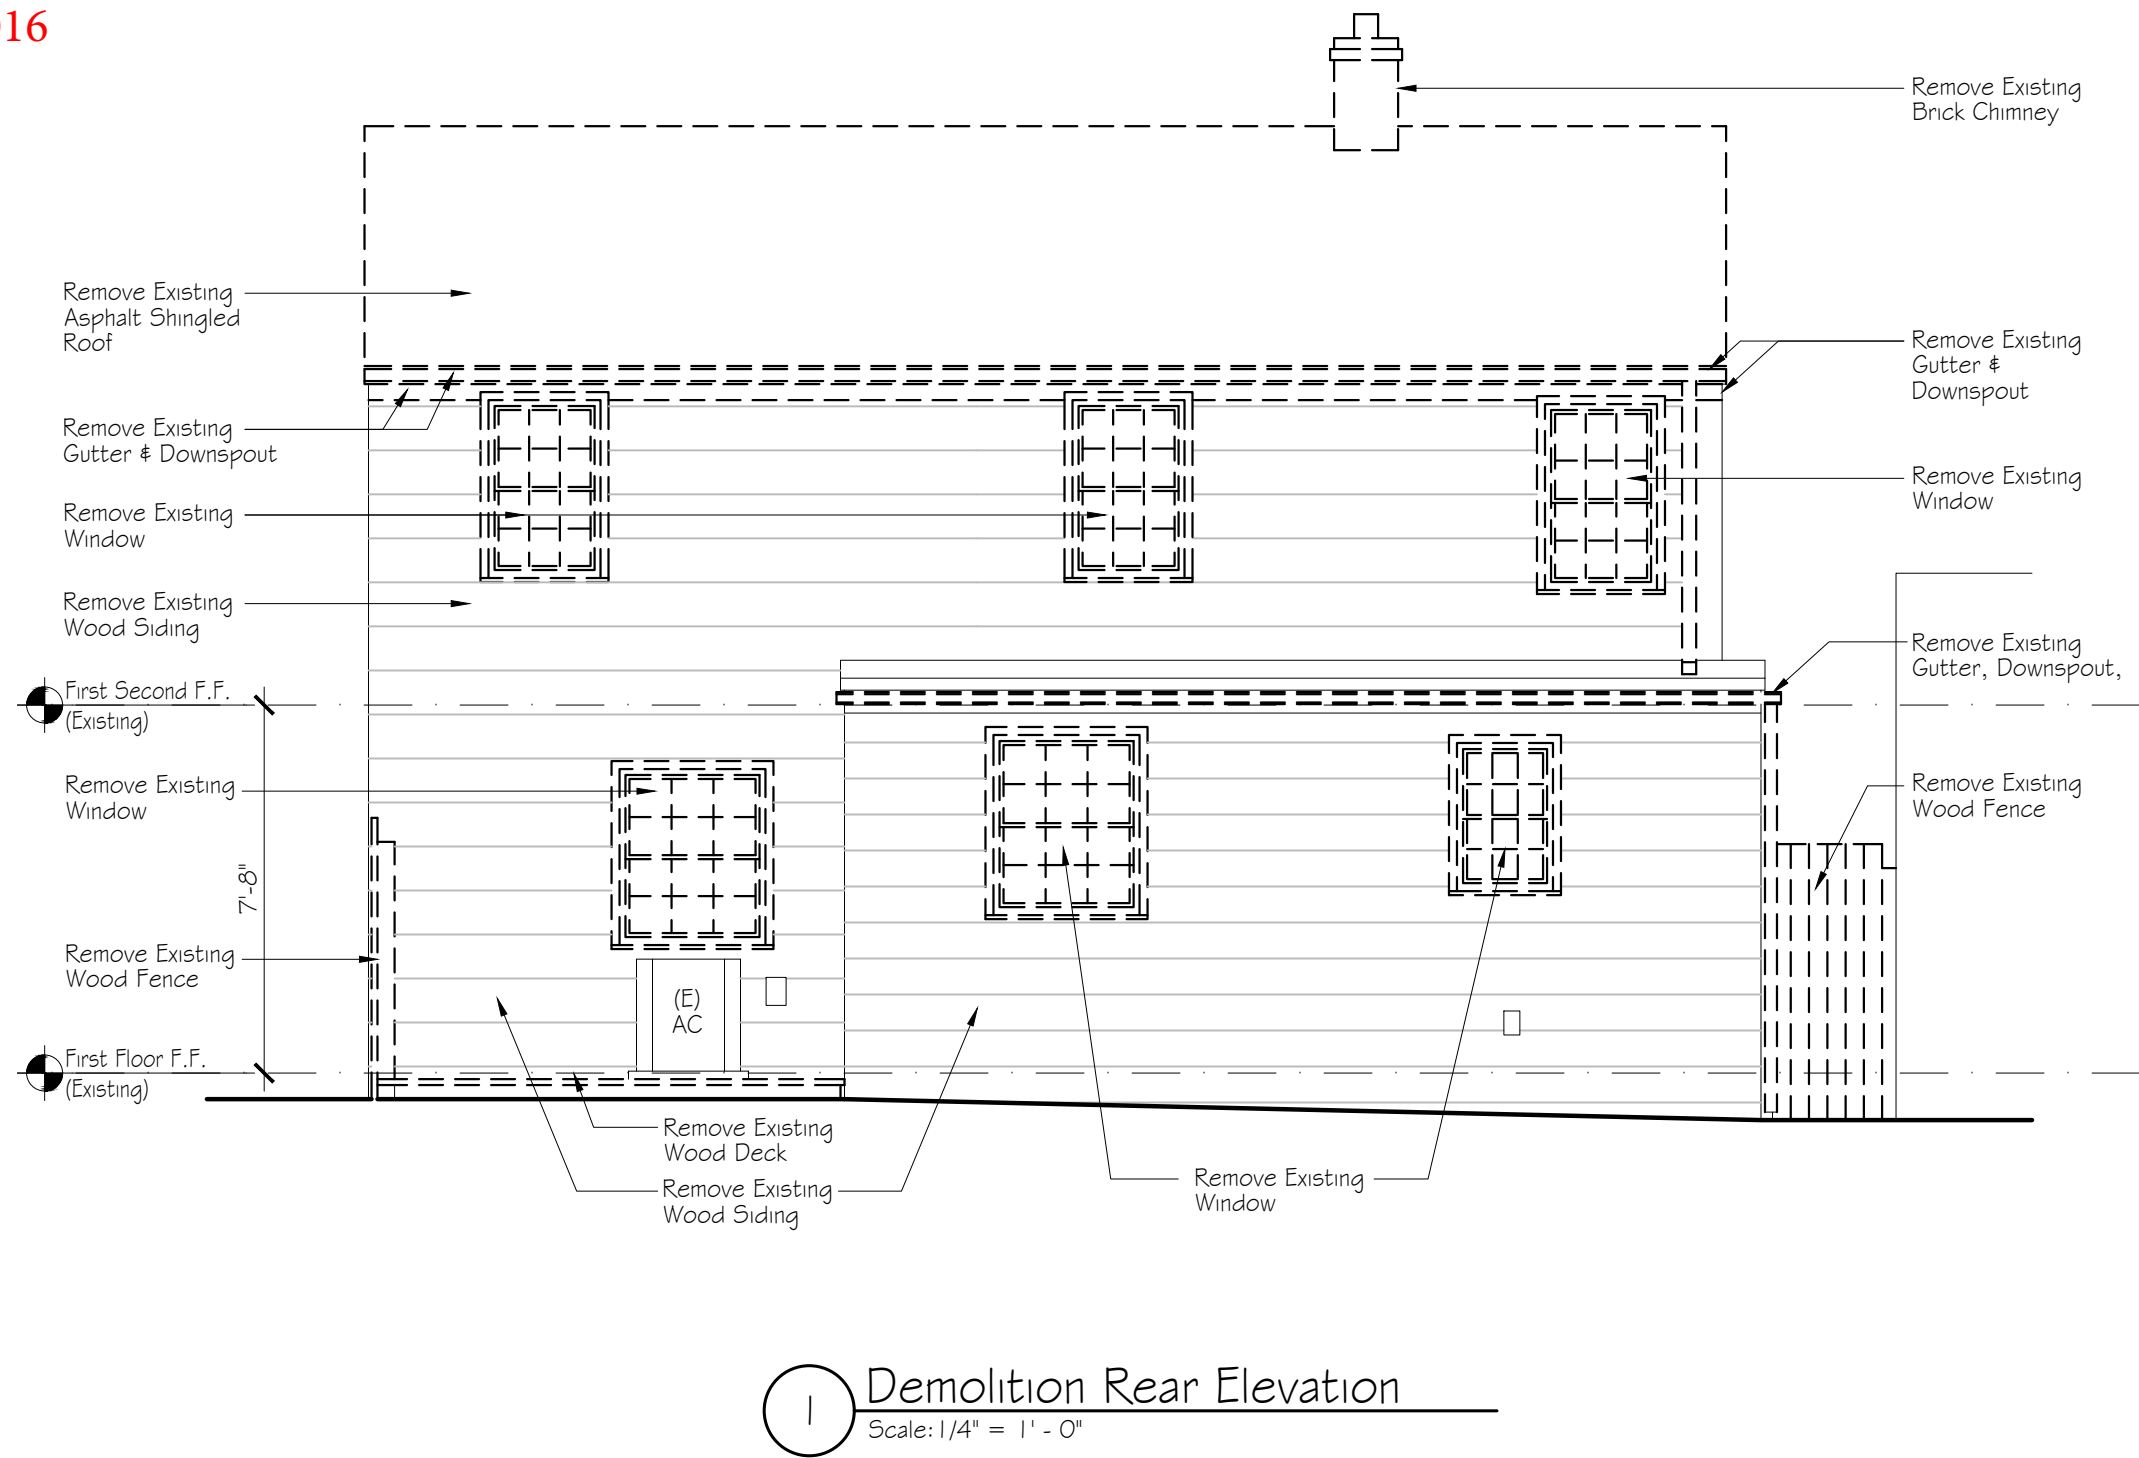 016
Remove Existing
Brick Chimney
Remove Existing
Asphalt Shingled
Roof
Remove Existing
Gutter &
Downspout
Remove Existing
Gutter & Downspout
Remove Existing
Window
Remove Existing
Window
Remove Existing
Wood Siding
Remove Existing
Gutter, Downspout,
First Second F.F.
(Existing)
Remove Existing
Window
Remove Existing
Wood Fence
7'-8"
Remove Existing
Wood Fence
(E)
AC
First Floor F.F.
(Existing)
Remove Existing
Wood Deck
Remove Existing
Wood Siding
Remove Existing
Window
1
Demolition Rear Elevation
Scale: 1/4" = 1' - 0"